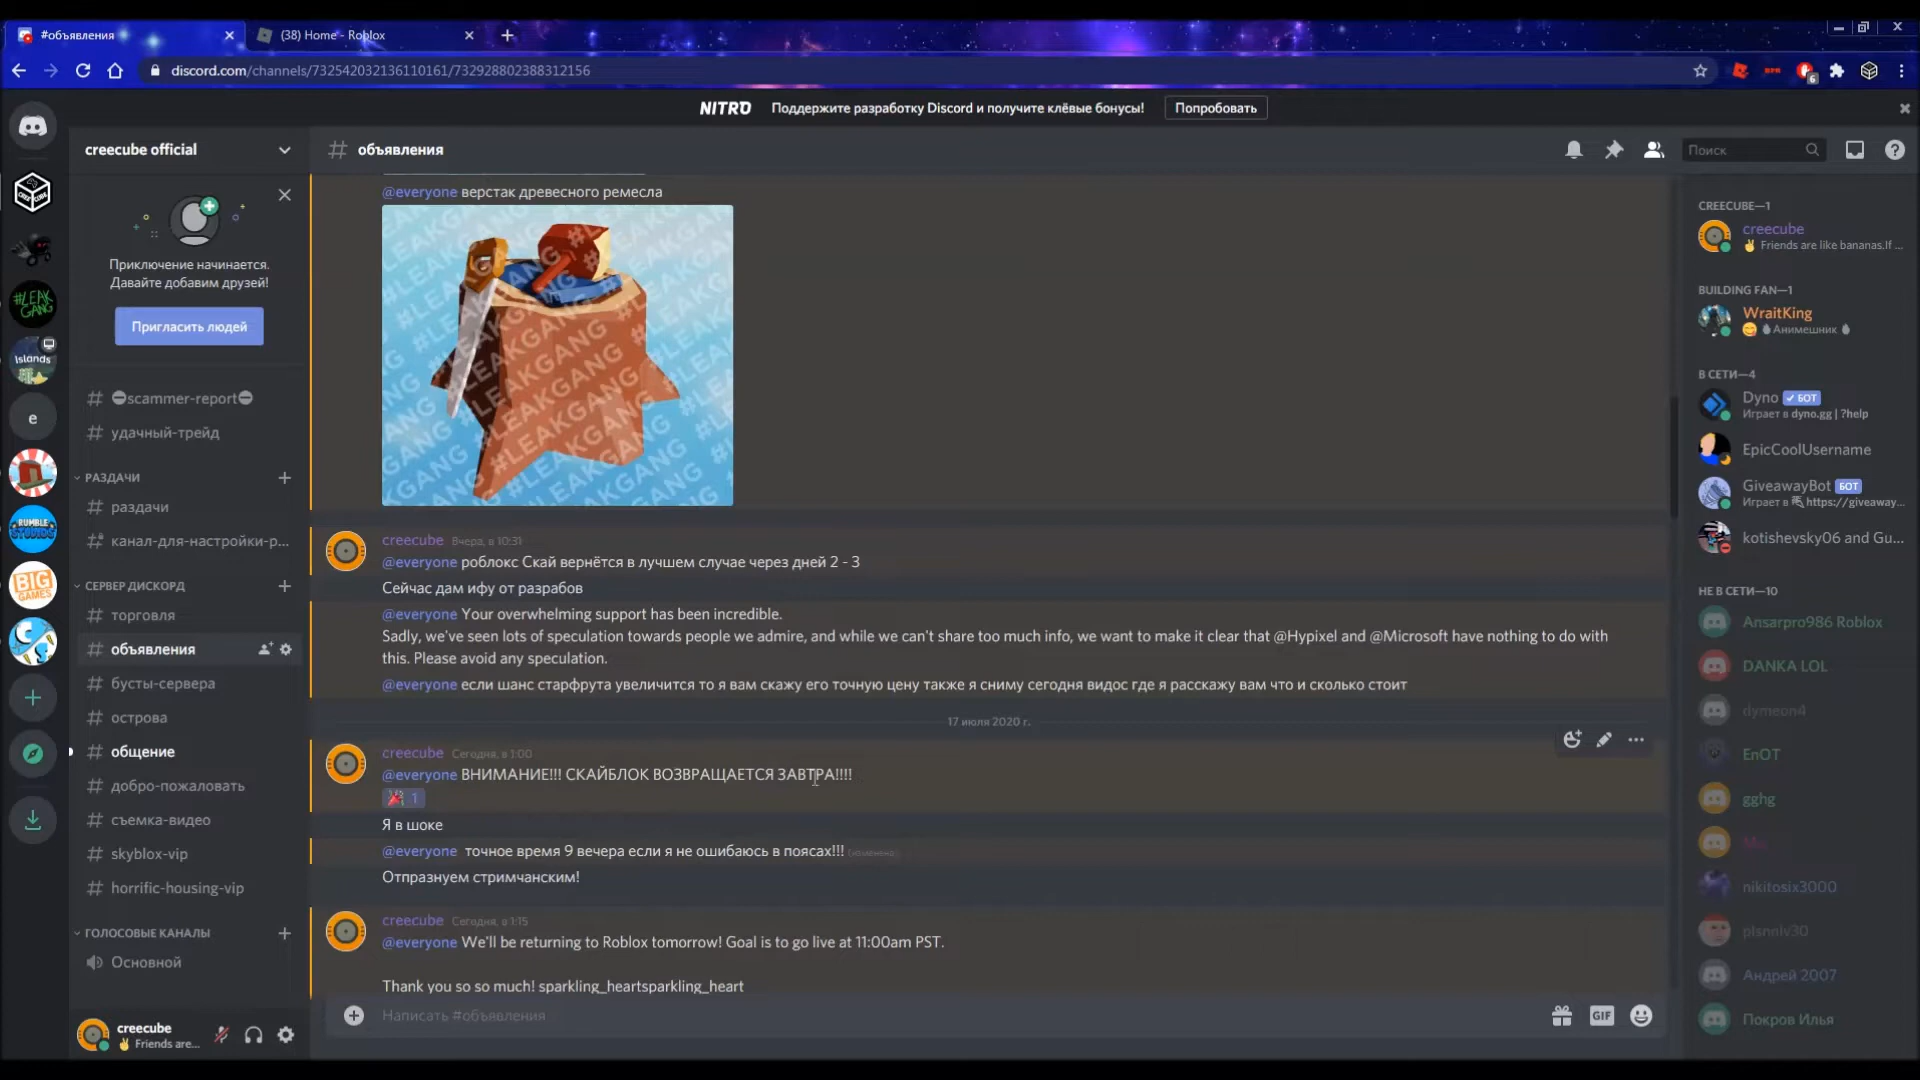 #объявления
(38) Home - Roblox
discord.com/channels/732542032136110161/732928802388312156
6
NITRO Поддержите разработку Discord и получите клёвые бонусы! Попробовать
creecube official
Приключение начинается.
Давайте добавим друзей!
Пригласить людей
#LEAK GANG
Islands
e
RUMBLE STUDIOS
BIG GAMES
# ⛔scammer-report⛔
# удачный-трейд
РАЗДАЧИ
# раздачи
# канал-для-настройки-р...
СЕРВЕР ДИСКОРД
# торговля
# объявления
# бусты-сервера
# острова
# общение
# добро-пожаловать
# съемка-видео
# skyblox-vip
# horrific-housing-vip
ГОЛОСОВЫЕ КАНАЛЫ
Основной
creecube
✌ Friends are...
# объявления
Поиск
@everyone верстак древесного ремесла
#LEAKGANG
creecube Вчера, в 10:31
@everyone роблокс Скай вернётся в лучшем случае через дней 2 - 3
Сейчас дам ифу от разрабов
@everyone Your overwhelming support has been incredible.
Sadly, we've seen lots of speculation towards people we admire, and while we can't share too much info, we want to make it clear that @Hypixel and @Microsoft have nothing to do with
this. Please avoid any speculation.
@everyone если шанс старфрута увеличится то я вам скажу его точную цену также я сниму сегодня видос где я расскажу вам что и сколько стоит
17 июля 2020 г.
creecube Сегодня, в 1:00
@everyone ВНИМАНИЕ!!! СКАЙБЛОК ВОЗВРАЩАЕТСЯ ЗАВТРА!!!!
🎉 1
Я в шоке
@everyone точное время 9 вечера если я не ошибаюсь в поясах!!! (изменено)
Отпразнуем стримчанским!
creecube Сегодня, в 1:15
@everyone We'll be returning to Roblox tomorrow! Goal is to go live at 11:00am PST.
Thank you so so much! sparkling_heartsparkling_heart
Написать #объявления
GIF
CREECUBE—1
creecube
✌ Friends are like bananas.If ...
BUILDING FAN—1
WraitKing
Анимешник
В СЕТИ—4
Dyno ✔ БОТ
Играет в dyno.gg | ?help
EpicCoolUsername
GiveawayBot БОТ
Играет в https://giveaway...
kotishevsky06 and Gu...
НЕ В СЕТИ—10
Ansarpro986 Roblox
DANKA LOL
dymeon4
EnOT
gghg
nikitosix3000
plsnnlv30
Андрей 2007
Покров Илья